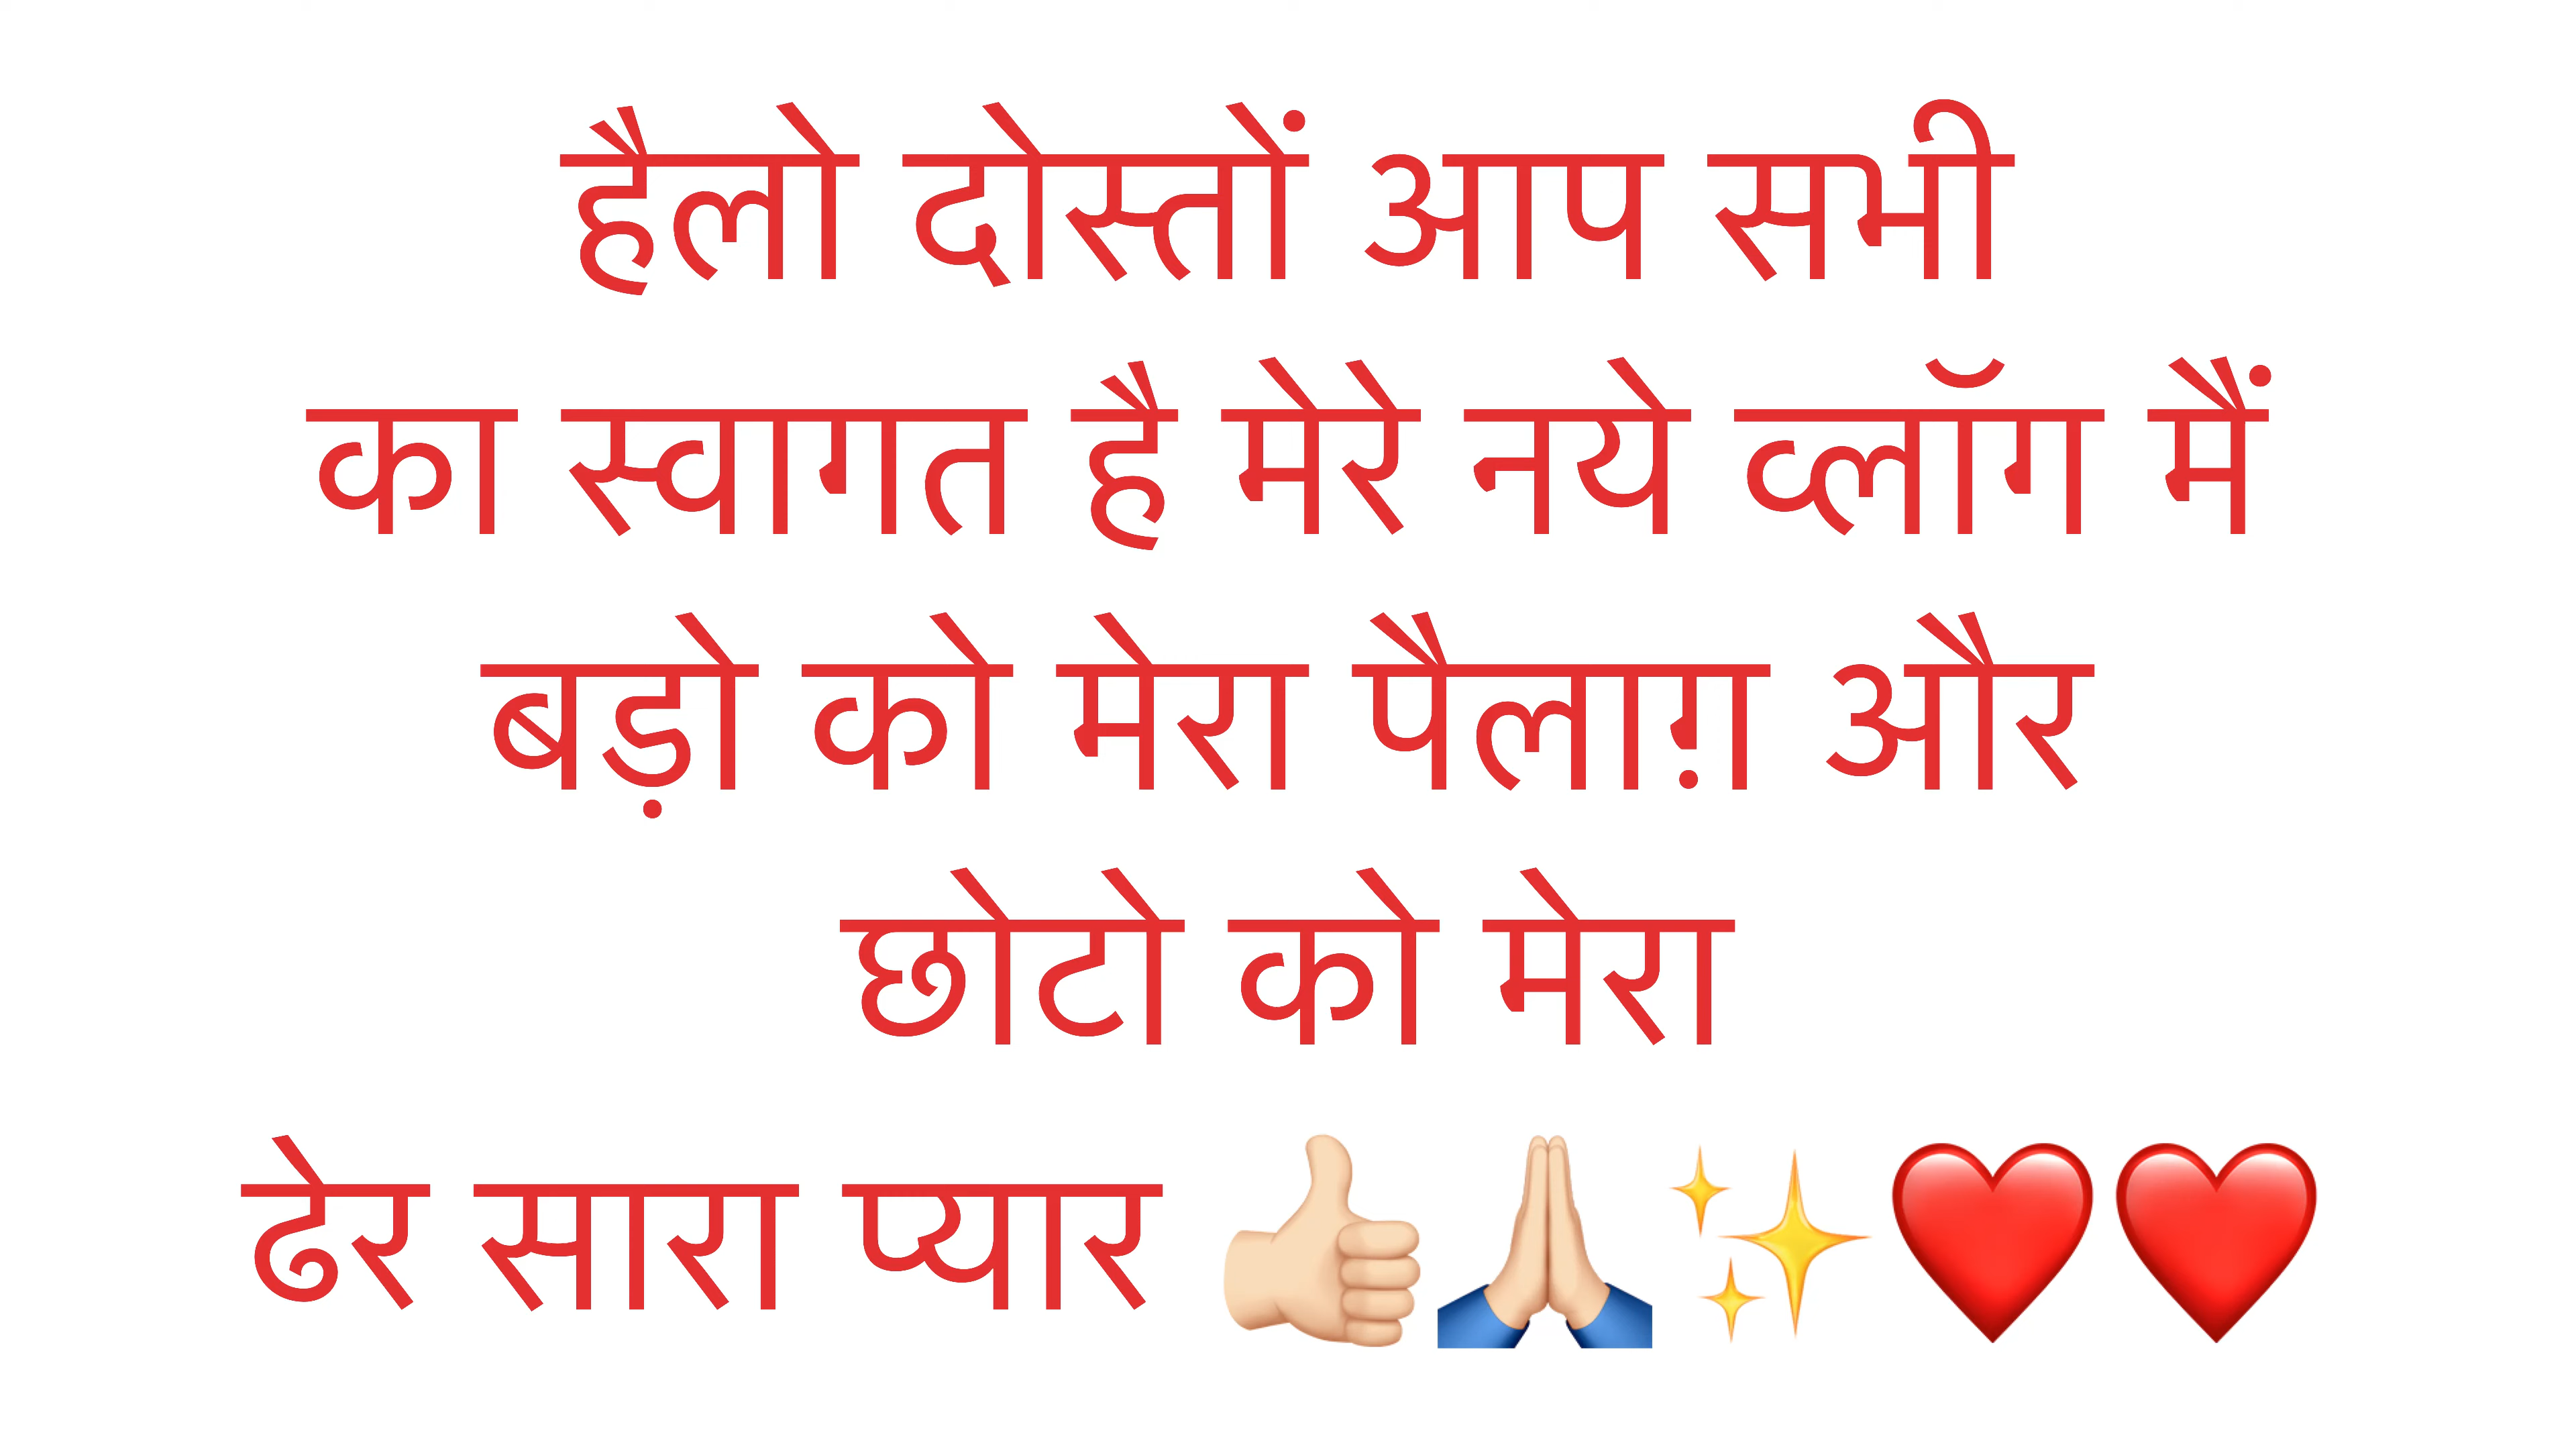 हैलो दोस्तों आप सभी
का स्वागत है मेरे नये व्लॉग मैं
बड़ो को मेरा पैलाग़ और
छोटो को मेरा
ढेर सारा प्यार 👍🏻🙏🏻✨❤️❤️